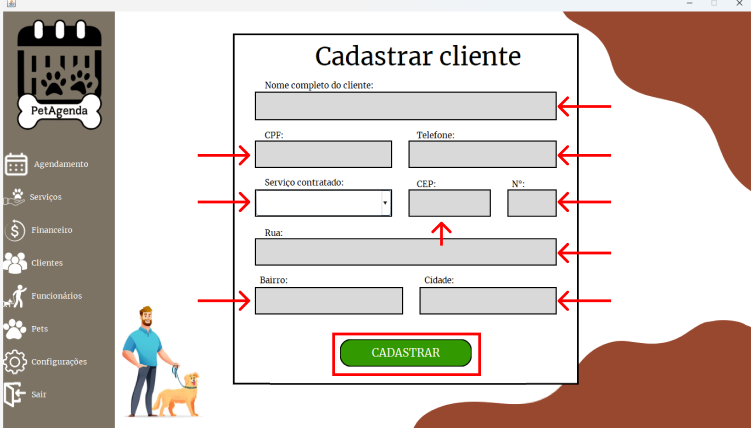 PetAgenda
Agendamento
Serviços
Financeiro
Clientes
Funcionários
Pets
Configurações
Sair
Cadastrar cliente
Nome completo do cliente:
CPF: Telefone:
Serviço contratado: CEP: N°:
Rua:
Bairro: Cidade:
CADASTRAR